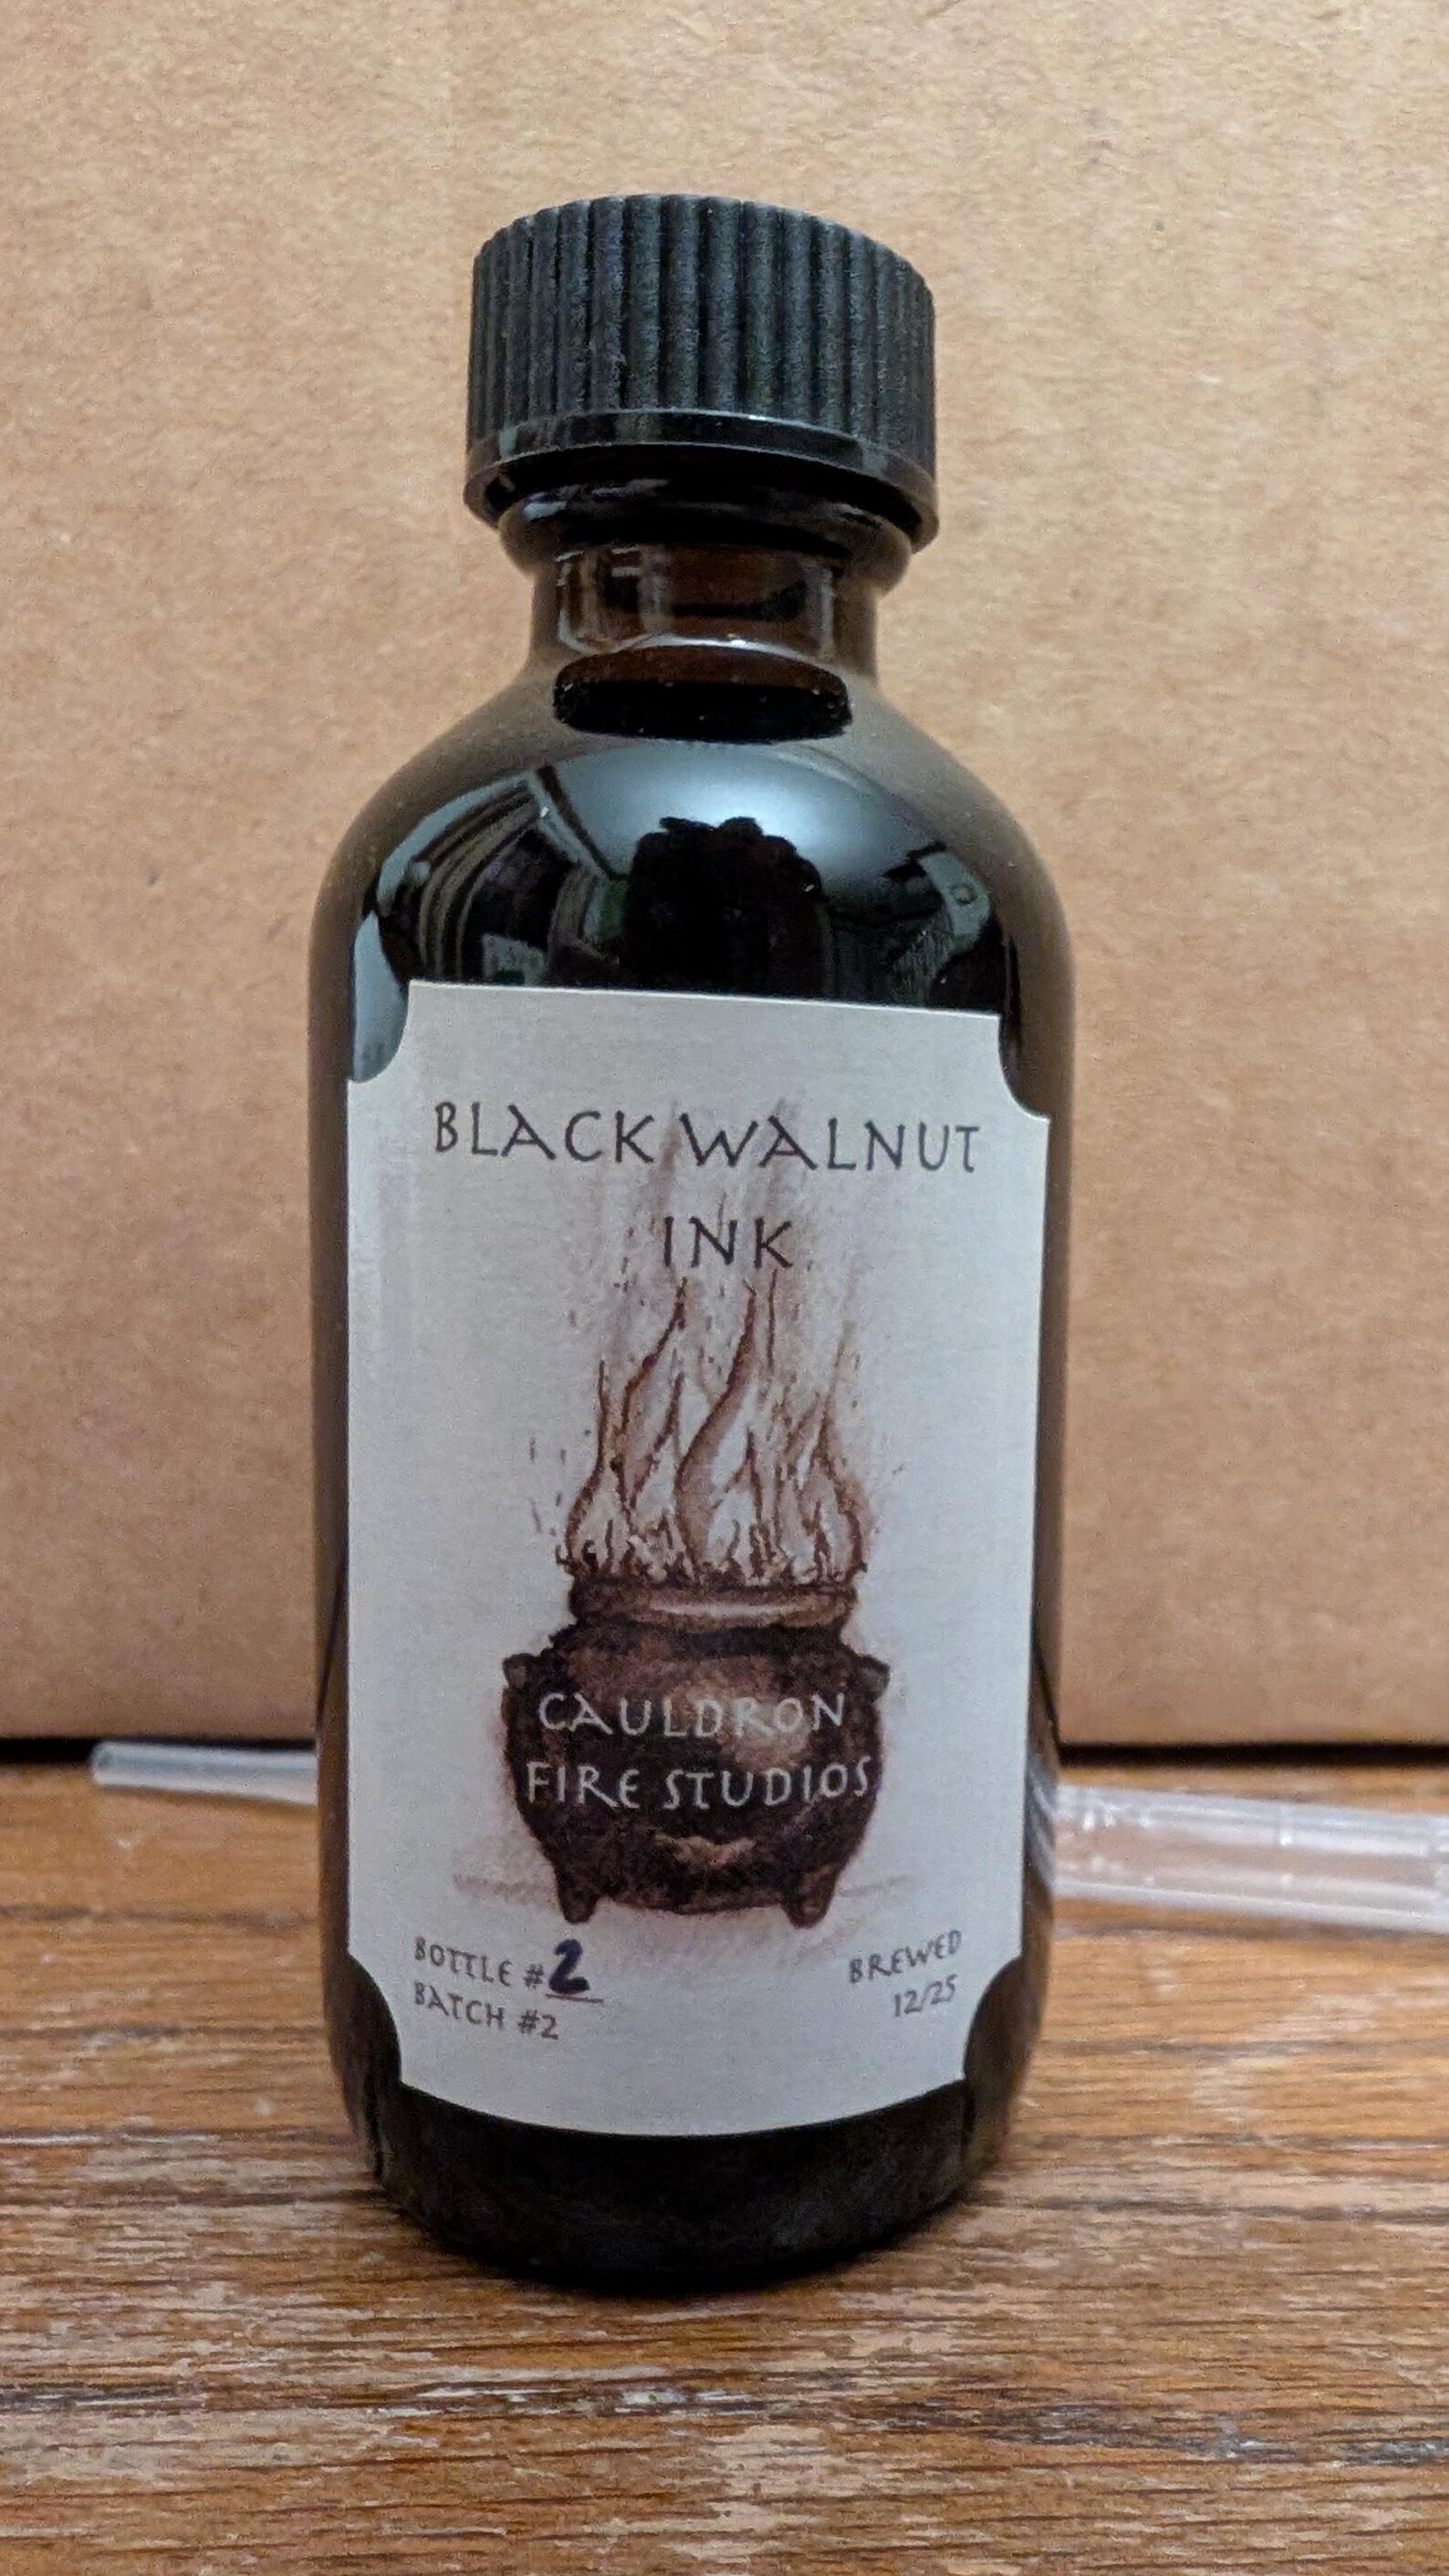 BLACK WALNUT
INK
CAULDRON
FIRE STUDIOS
BOTTLE #2
BATCH #2
BREWED
12/25